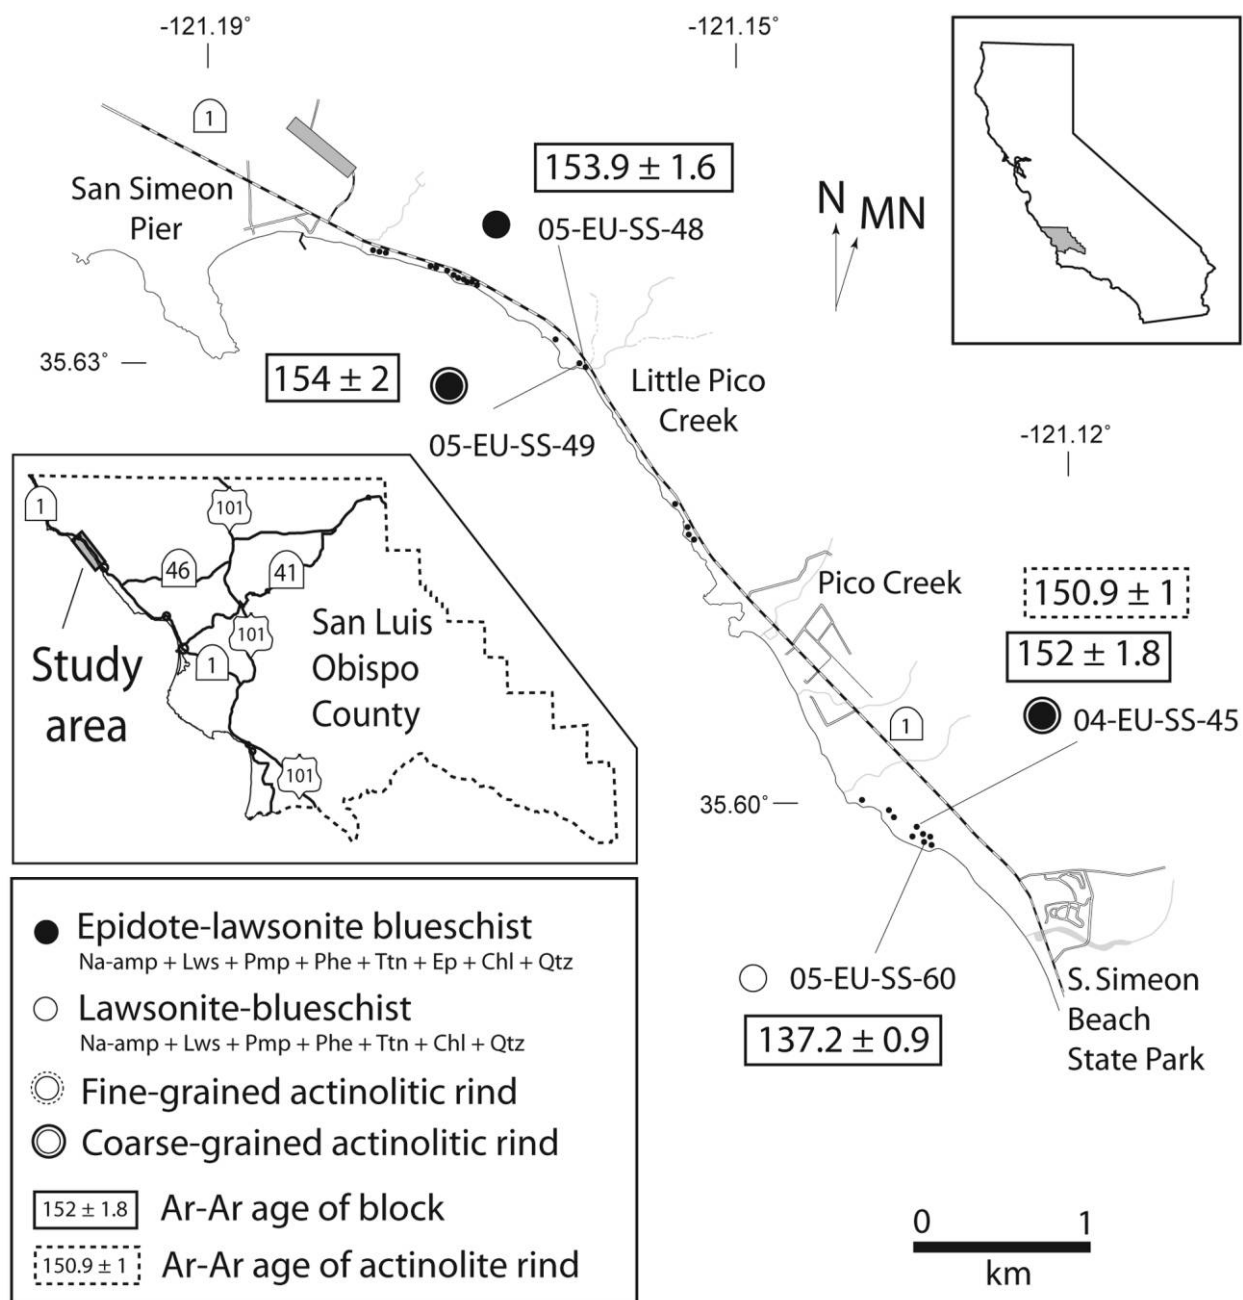 -121.19°
-121.15°
1
153.9 ± 1.6
San Simeon
Pier
05-EU-SS-48
N
MN
35.63°
154 ± 2
Little Pico
Creek
05-EU-SS-49
-121.12°
1
101
46
41
101
1
101
Study
area
San Luis
Obispo
County
Pico Creek
150.9 ± 1
152 ± 1.8
04-EU-SS-45
1
35.60°
05-EU-SS-60
137.2 ± 0.9
S. Simeon
Beach
State Park
Epidote-lawsonite blueschist
Na-amp + Lws + Pmp + Phe + Ttn + Ep + Chl + Qtz
Lawsonite-blueschist
Na-amp + Lws + Pmp + Phe + Ttn + Chl + Qtz
Fine-grained actinolitic rind
Coarse-grained actinolitic rind
152 ± 1.8 Ar-Ar age of block
150.9 ± 1 Ar-Ar age of actinolite rind
0 1
km